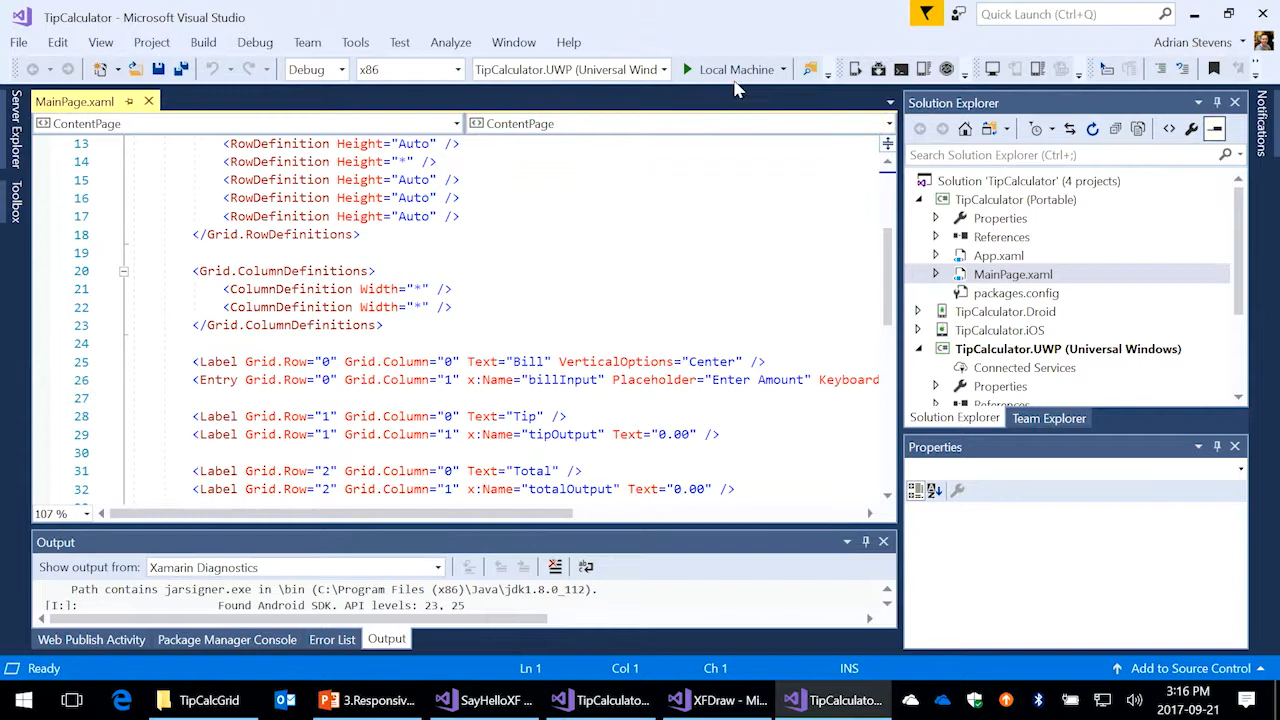 TipCalculator - Microsoft Visual Studio
Quick Launch (Ctrl+Q)
File Edit View Project Build Debug Team Tools Test Analyze Window Help
Adrian Stevens
Debug x86 TipCalculator.UWP (Universal Wind Local Machine
Server Explorer
Toolbox
MainPage.xaml
ContentPage ContentPage
13 <RowDefinition Height="Auto" />
14 <RowDefinition Height="*" />
15 <RowDefinition Height="Auto" />
16 <RowDefinition Height="Auto" />
17 <RowDefinition Height="Auto" />
18 </Grid.RowDefinitions>
19
20 <Grid.ColumnDefinitions>
21 <ColumnDefinition Width="*" />
22 <ColumnDefinition Width="*" />
23 </Grid.ColumnDefinitions>
24
25 <Label Grid.Row="0" Grid.Column="0" Text="Bill" VerticalOptions="Center" />
26 <Entry Grid.Row="0" Grid.Column="1" x:Name="billInput" Placeholder="Enter Amount" Keyboard
27
28 <Label Grid.Row="1" Grid.Column="0" Text="Tip" />
29 <Label Grid.Row="1" Grid.Column="1" x:Name="tipOutput" Text="0.00" />
30
31 <Label Grid.Row="2" Grid.Column="0" Text="Total" />
32 <Label Grid.Row="2" Grid.Column="1" x:Name="totalOutput" Text="0.00" />
107 %
Output
Show output from: Xamarin Diagnostics
Path contains jarsigner.exe in \bin (C:\Program Files (x86)\Java\jdk1.8.0_112).
[I:]: Found Android SDK. API levels: 23, 25
Web Publish Activity Package Manager Console Error List Output
Solution Explorer
Search Solution Explorer (Ctrl+;)
Solution 'TipCalculator' (4 projects)
TipCalculator (Portable)
Properties
References
App.xaml
MainPage.xaml
packages.config
TipCalculator.Droid
TipCalculator.iOS
TipCalculator.UWP (Universal Windows)
Connected Services
Properties
References
Solution Explorer Team Explorer
Properties
Notifications
Ready Ln 1 Col 1 Ch 1 INS Add to Source Control
TipCalcGrid 3.Responsiv... SayHelloXF ... TipCalculato... XFDraw - Mi... TipCalculato...
3:16 PM
2017-09-21